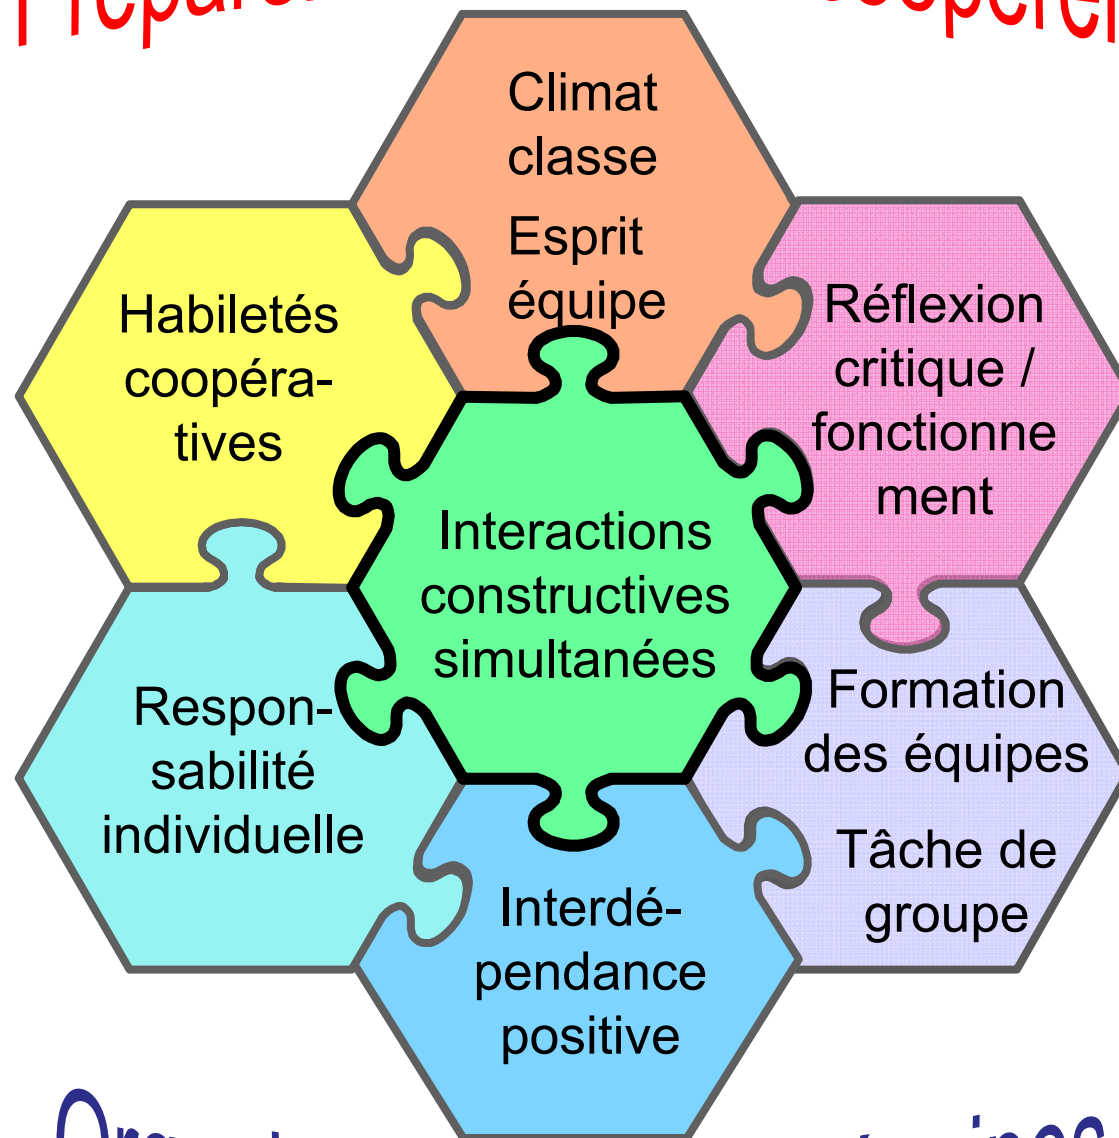 Climat
classe
Esprit
équipe
Habiletés
coopéra-
tives
Réflexion
critique /
fonctionne
ment
Interactions
constructives
simultanées
Respon-
sabilité
individuelle
Formation
des équipes
Tâche de
groupe
Interdé-
pendance
positive